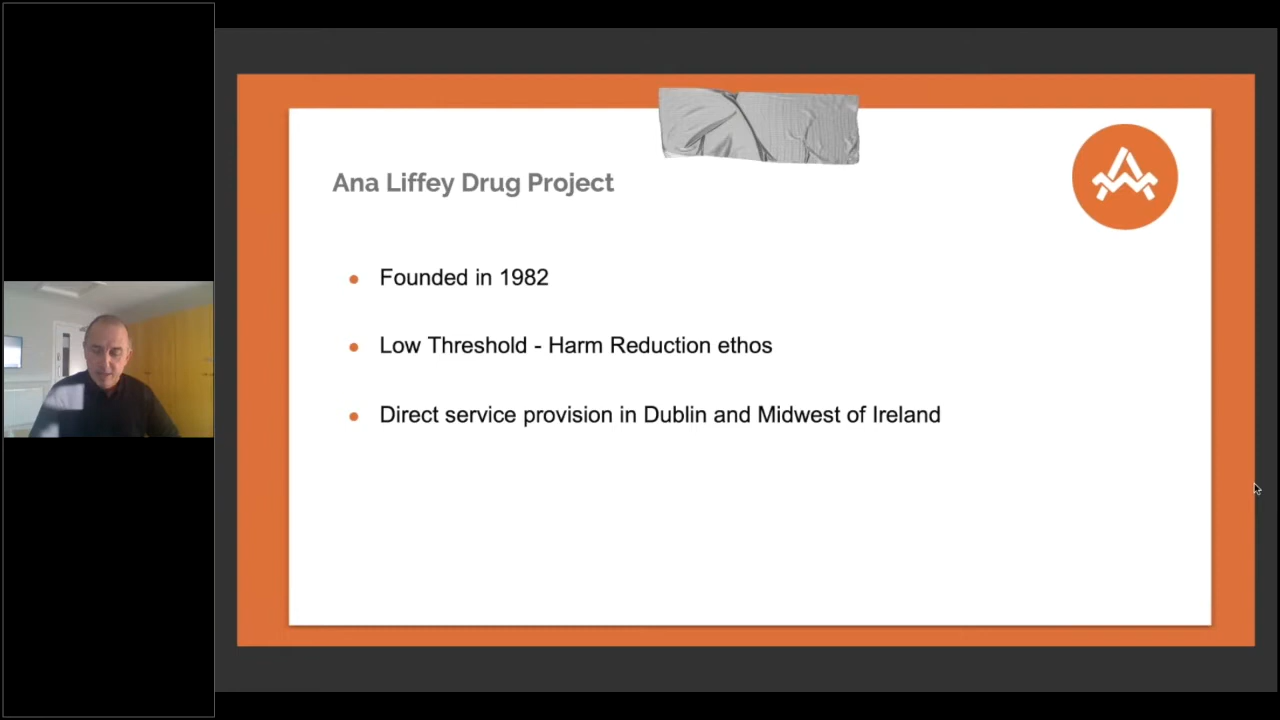 Ana Liffey Drug Project
Founded in 1982
Low Threshold - Harm Reduction ethos
Direct service provision in Dublin and Midwest of Ireland